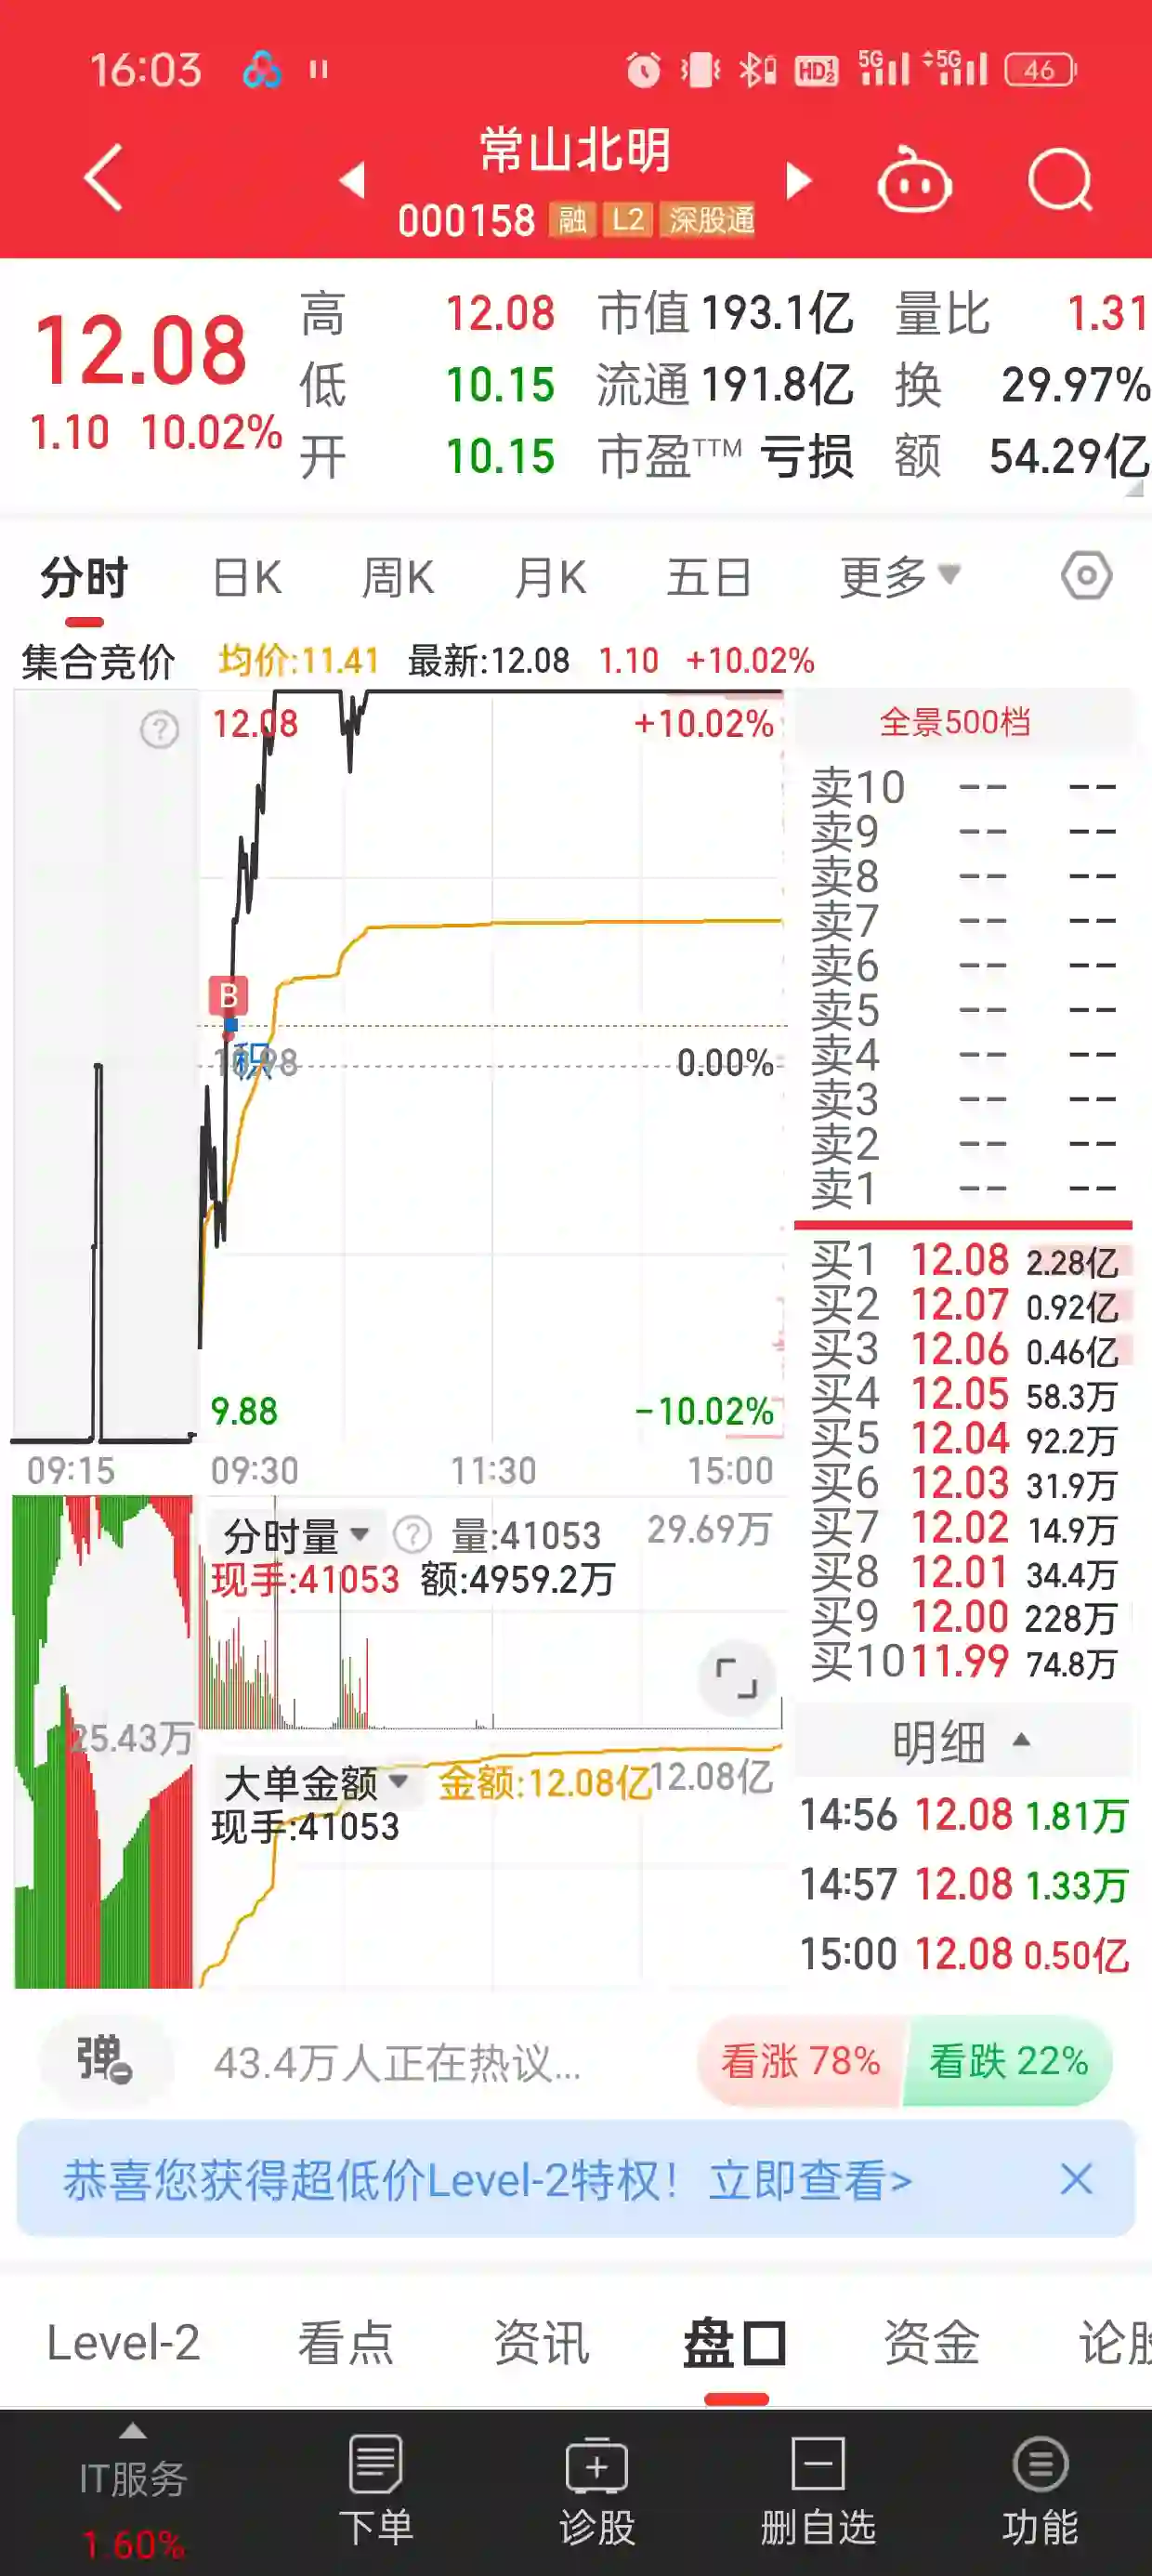 16:03 HD 5G 5G 46
常山北明
000158 融 L2 深股通
12.08
1.10 10.02%
高 12.08 市值 193.1亿 量比 1.31
低 10.15 流通 191.8亿 换 29.97%
开 10.15 市盈TTM 亏损 额 54.29亿
分时 日K 周K 月K 五日 更多
集合竞价 均价:11.41 最新:12.08 1.10 +10.02%
12.08 +10.02%
B
积
0.00%
9.88 -10.02%
09:15 09:30 11:30 15:00
全景500档
卖10 -- --
卖9 -- --
卖8 -- --
卖7 -- --
卖6 -- --
卖5 -- --
卖4 -- --
卖3 -- --
卖2 -- --
卖1 -- --
买1 12.08 2.28亿
买2 12.07 0.92亿
买3 12.06 0.46亿
买4 12.05 58.3万
买5 12.04 92.2万
买6 12.03 31.9万
买7 12.02 14.9万
买8 12.01 34.4万
买9 12.00 228万
买10 11.99 74.8万
分时量 ? 量:41053 29.69万
现手:41053 额:4959.2万
25.43万
大单金额 金额:12.08亿 12.08亿
现手:41053
明细
14:56 12.08 1.81万
14:57 12.08 1.33万
15:00 12.08 0.50亿
弹 43.4万人正在热议... 看涨 78% 看跌 22%
恭喜您获得超低价Level-2特权！立即查看>
Level-2 看点 资讯 盘口 资金 论股
IT服务
1.60%
下单 诊股 删自选 功能